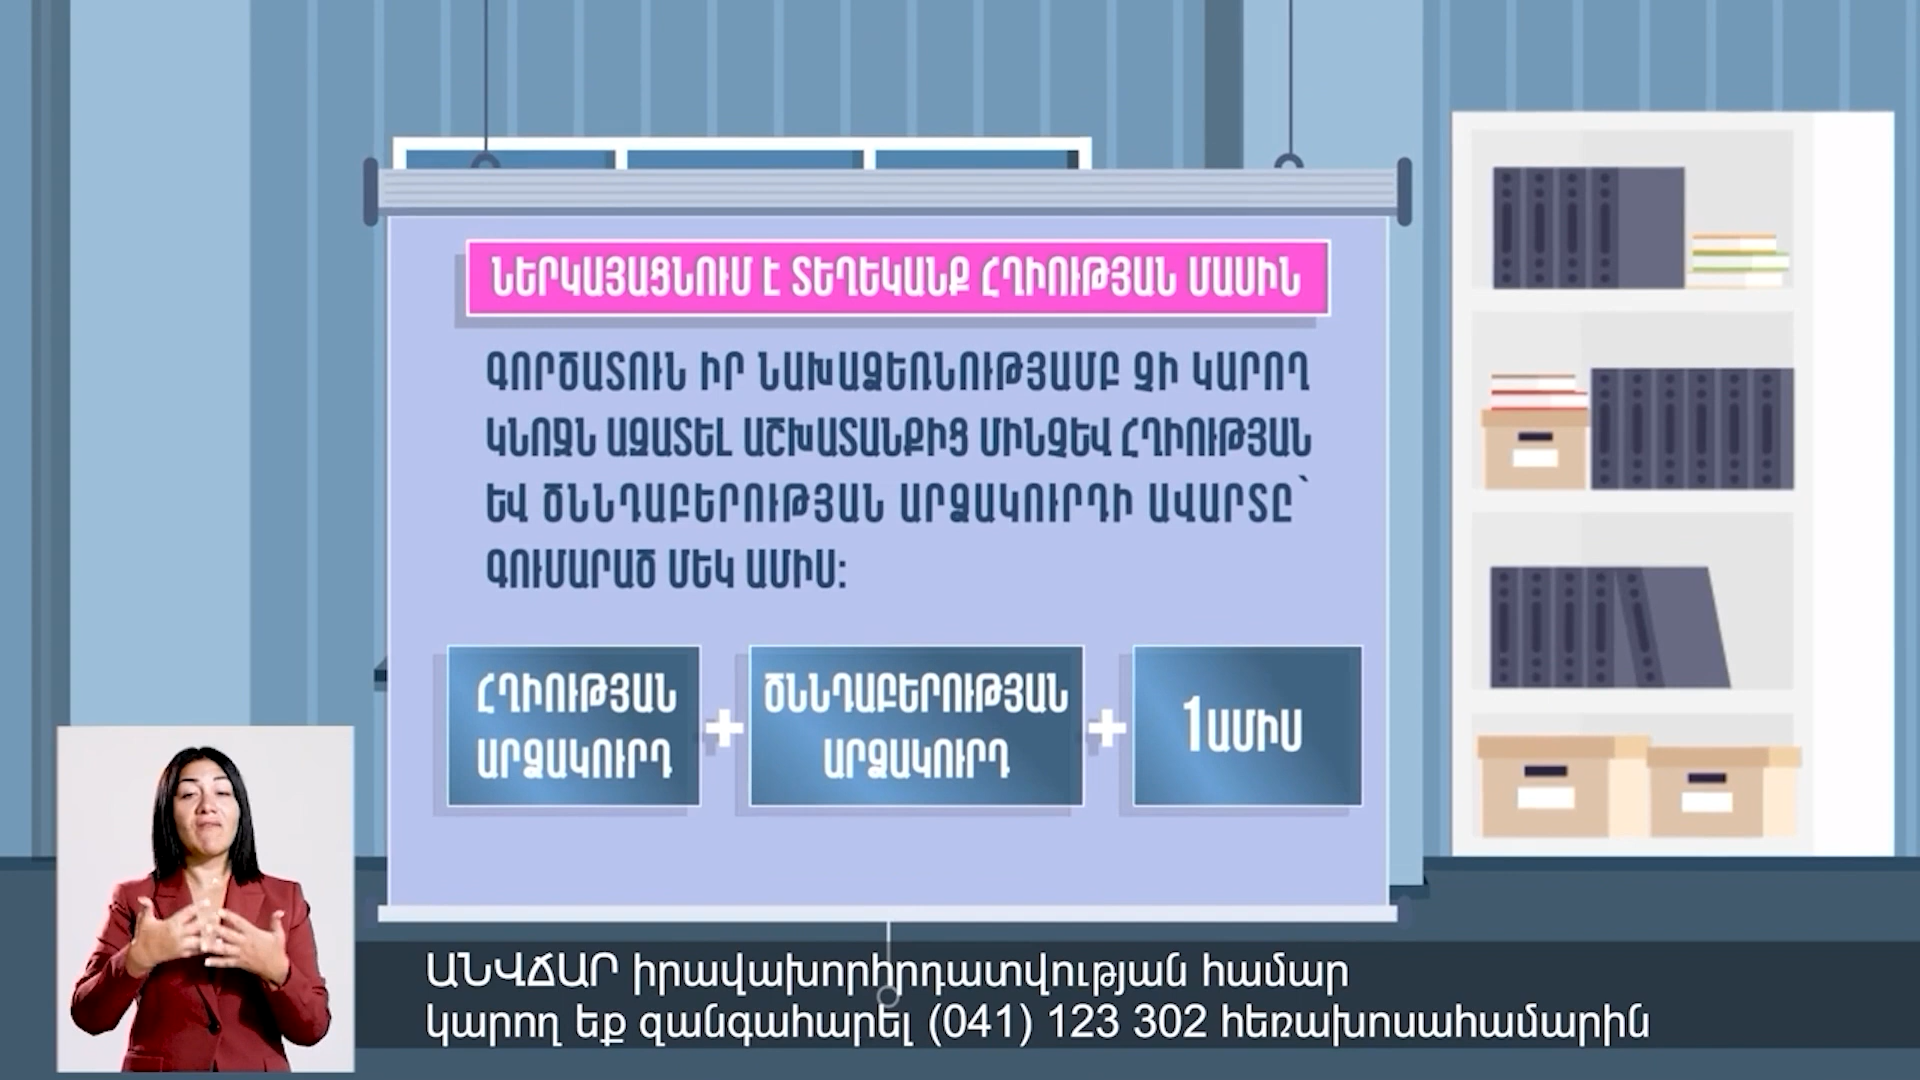 ՆԵՐԿԱՅԱՑՆՈՒՄ Է ՏԵՂԵԿԱՆՔ ՀՂԻՈՒԹՅԱՆ ՄԱՍԻՆ
ԳՈՐԾԱՏՈՒՆ ԻՐ ՆԱԽԱՁԵՌՆՈՒԹՅԱՄԲ ՉԻ ԿԱՐՈՂ
ԿՆՈՋՆ ԱԶԱՏԵԼ ԱՇԽԱՏԱՆՔԻՑ ՄԻՆՉԵՎ ՀՂԻՈՒԹՅԱՆ
ԵՎ ԾՆՆԴԱԲԵՐՈՒԹՅԱՆ ԱՐՁԱԿՈՒՐԴԻ ԱՎԱՐՏԸ՝
ԳՈՒՄԱՐԱԾ ՄԵԿ ԱՄԻՍ:
ՀՂԻՈՒԹՅԱՆ
ԱՐՁԱԿՈՒՐԴ
+
ԾՆՆԴԱԲԵՐՈՒԹՅԱՆ
ԱՐՁԱԿՈՒՐԴ
+
1ԱՄԻՍ
ԱՆՎՃԱՐ իրավախորհրդատվության համար
կարող եք զանգահարել (041) 123 302 հեռախոսահամարին